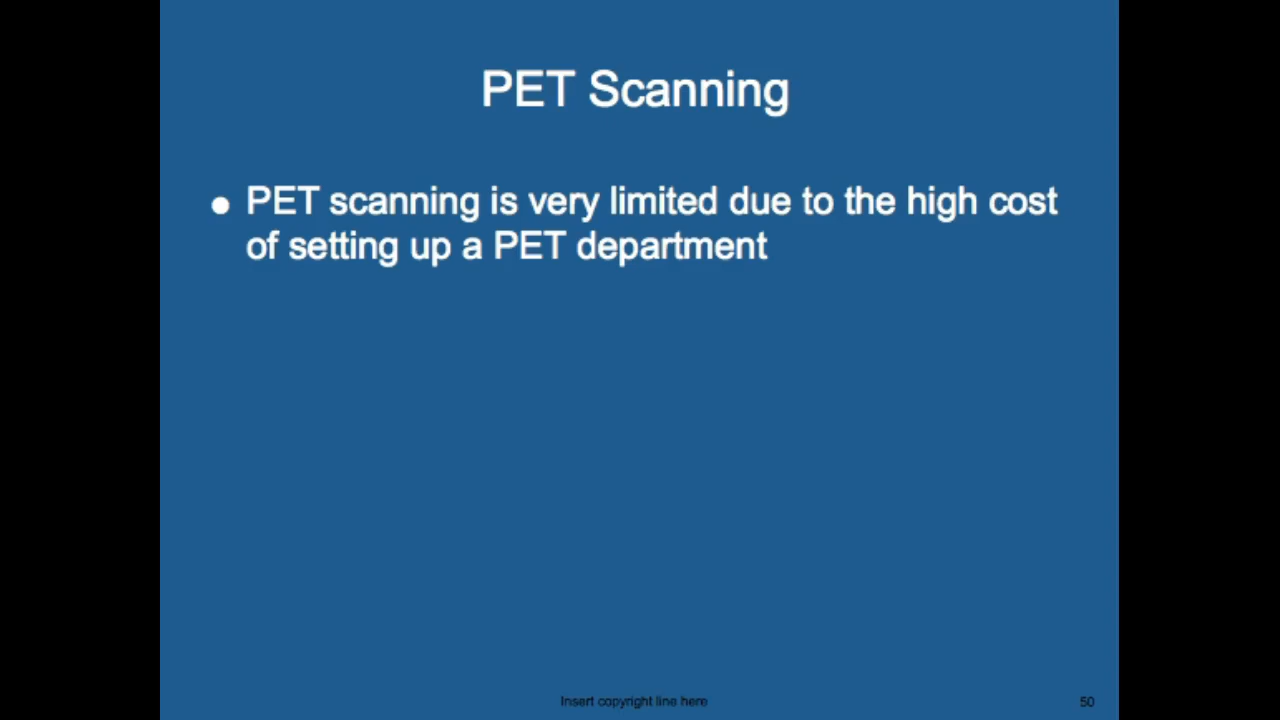 PET Scanning
● PET scanning is very limited due to the high cost
of setting up a PET department
Insert copyright line here
50